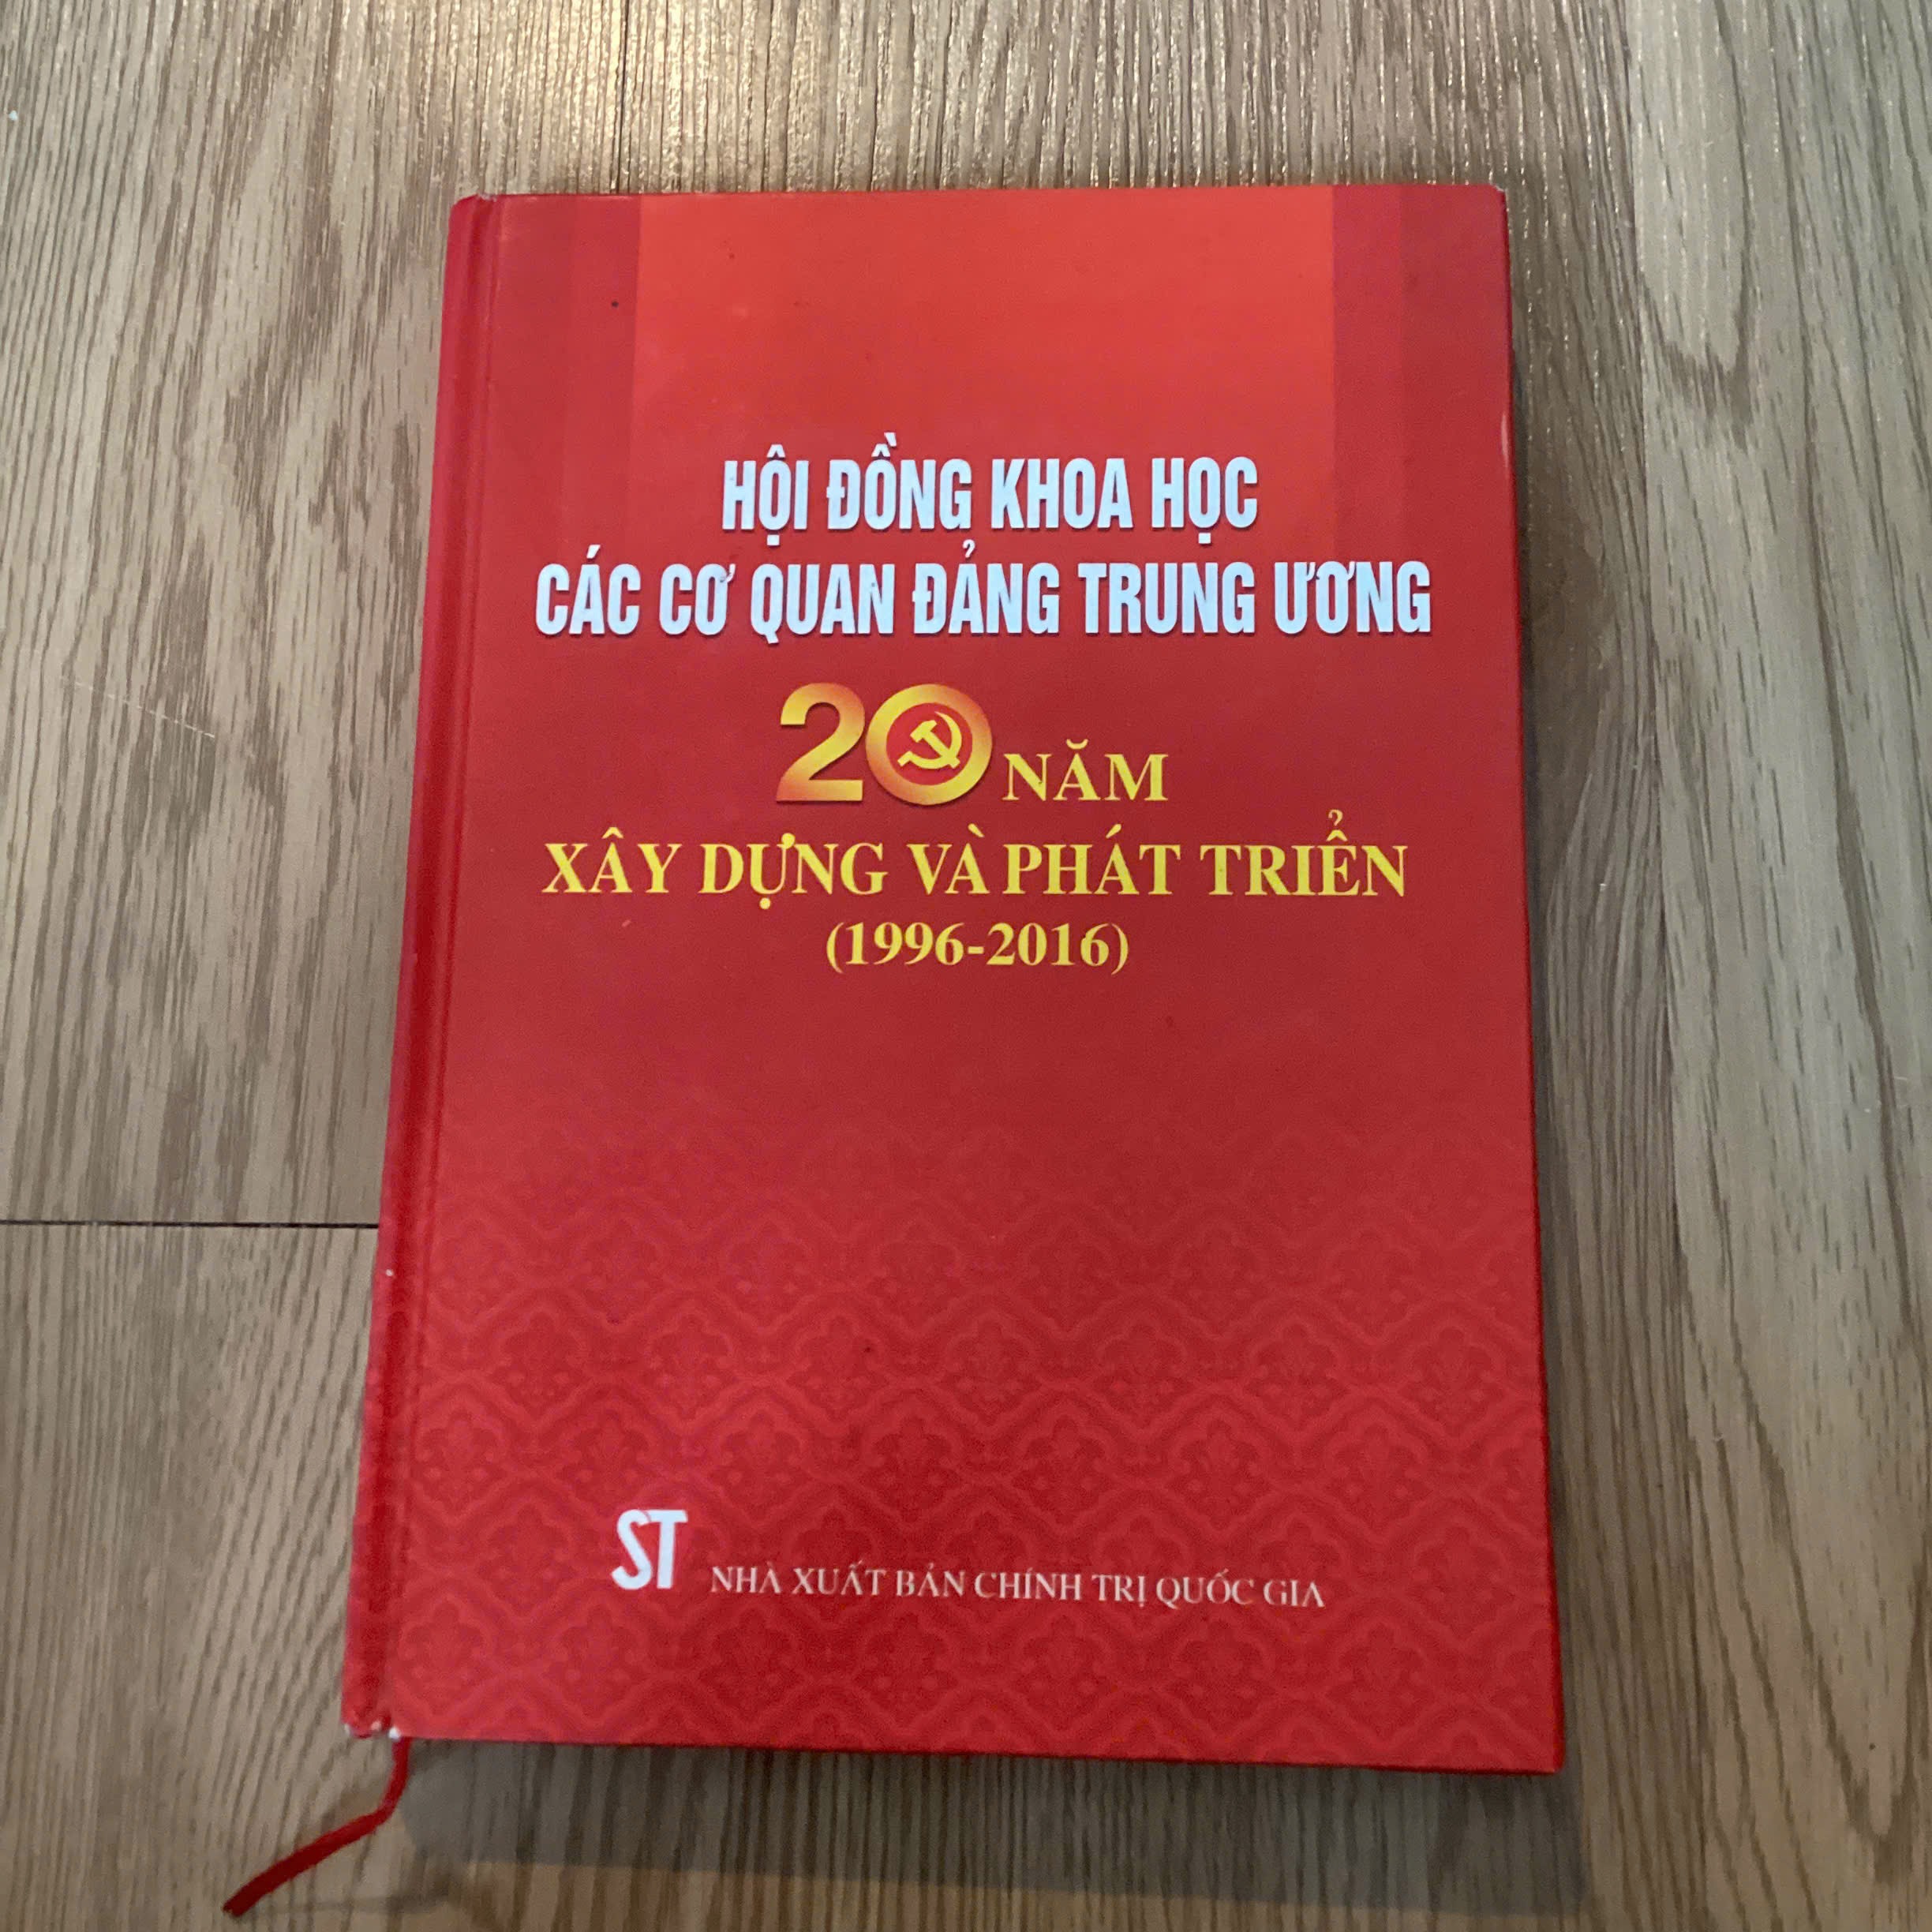 HỘI ĐỒNG KHOA HỌC
CÁC CƠ QUAN ĐẢNG TRUNG ƯƠNG
20 NĂM
XÂY DỰNG VÀ PHÁT TRIỂN
(1996-2016)
ST NHÀ XUẤT BẢN CHÍNH TRỊ QUỐC GIA